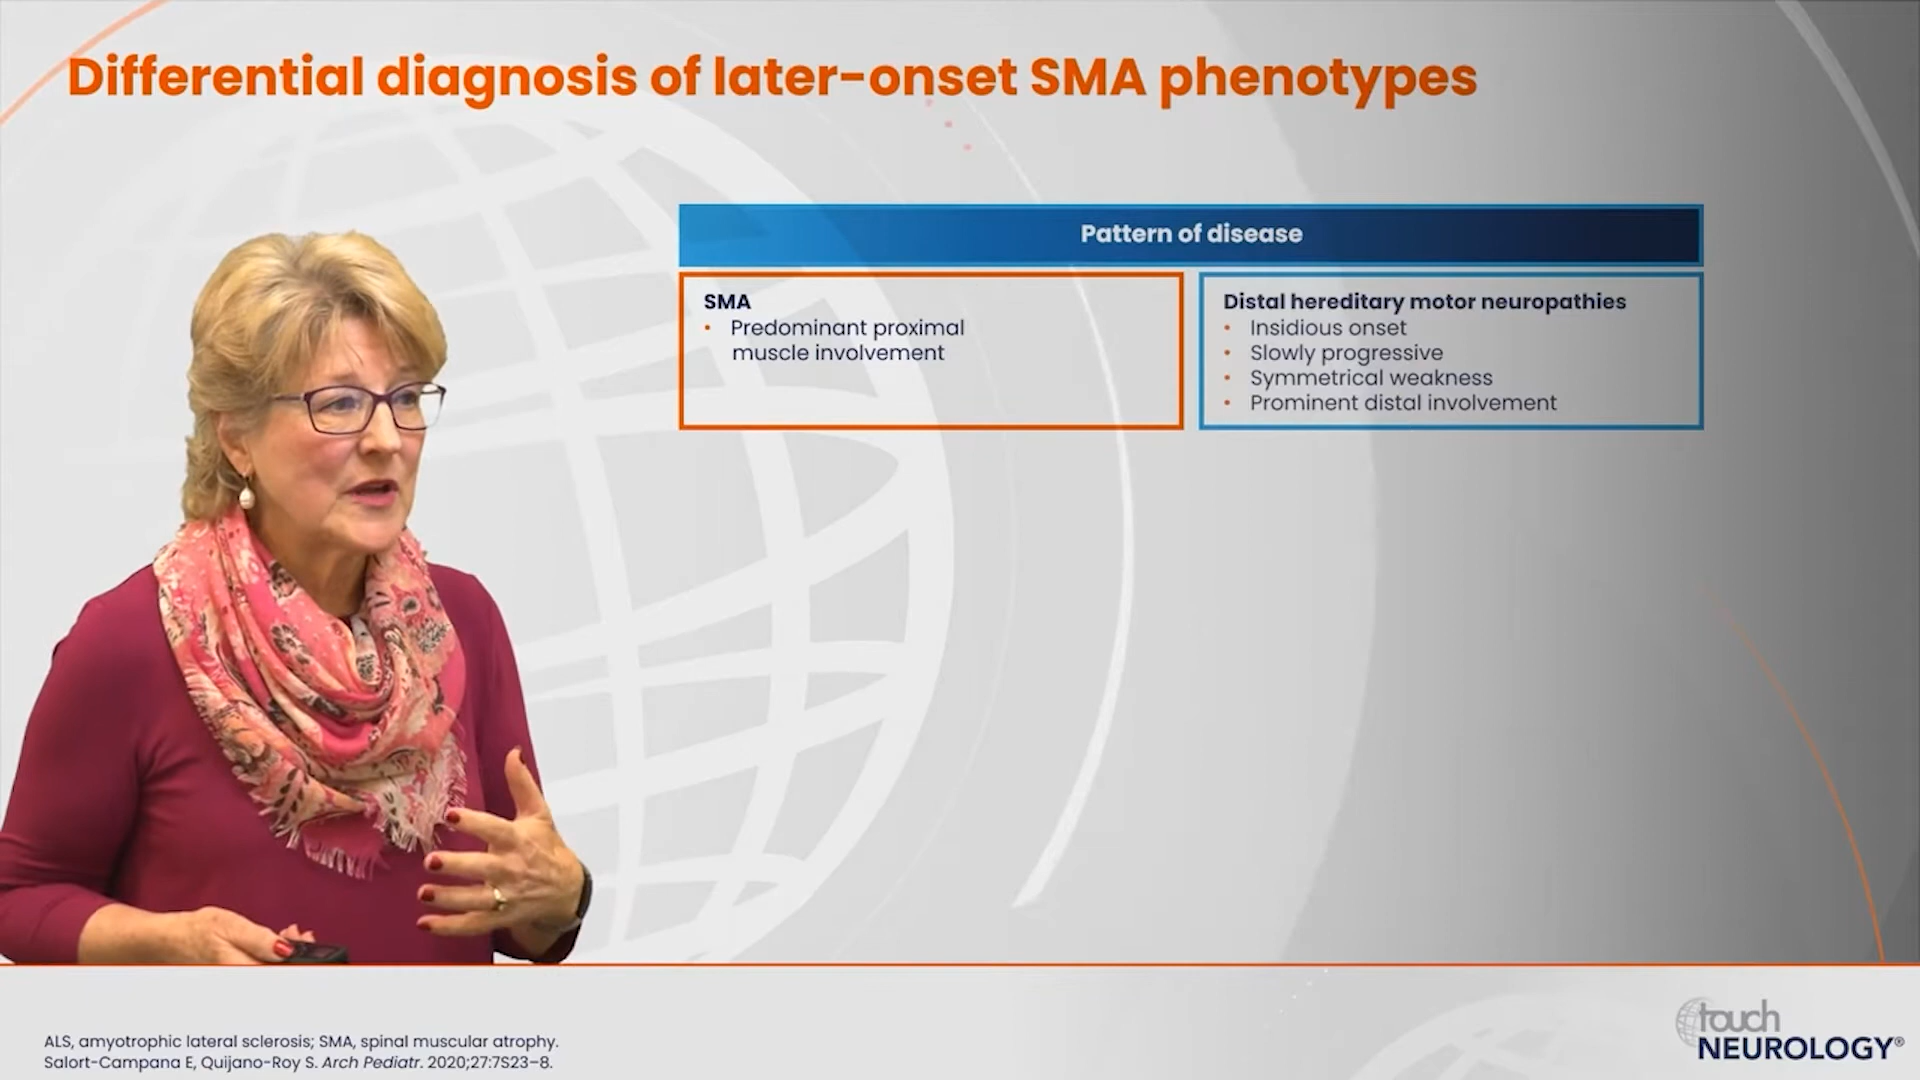 Differential diagnosis of later-onset SMA phenotypes
Pattern of disease
SMA
• Predominant proximal
muscle involvement
Distal hereditary motor neuropathies
• Insidious onset
• Slowly progressive
• Symmetrical weakness
• Prominent distal involvement
ALS, amyotrophic lateral sclerosis; SMA, spinal muscular atrophy.
Salort-Campana E, Quijano-Roy S. Arch Pediatr. 2020;27:7S23–8.
touch
NEUROLOGY®